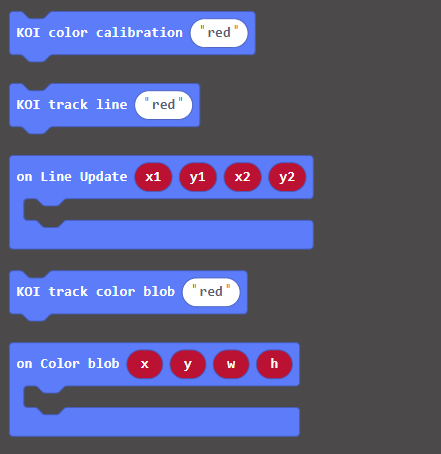 KOI color calibration "red"
KOI track line "red"
on Line Update x1 y1 x2 y2
KOI track color blob "red"
on Color blob x y w h